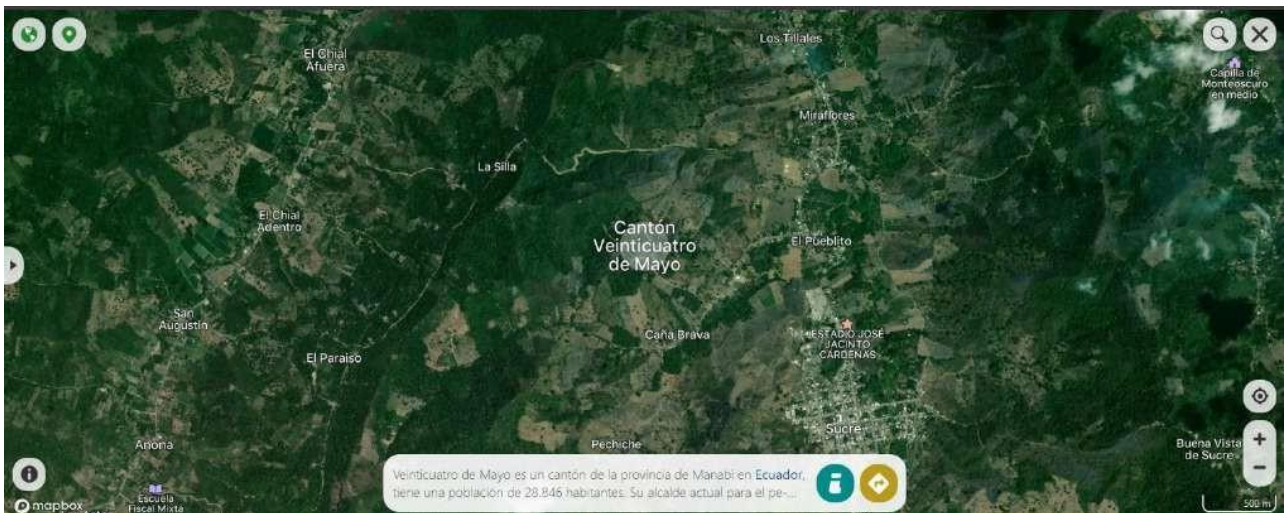 Los Tillales
El Chial
Afuera
Capilla de
Monteoscuro
en medio
Miraflores
La Silla
El Chial
Adentro
Cantón
Veinticuatro
de Mayo
El Pueblito
San
Augustin
Caña Brava
ESTADIO JOSÉ
JACINTO
CÁRDENAS
El Paraiso
Sucre
Anona
Pechiche
Buena Vista
de Sucre
Veinticuatro de Mayo es un cantón de la provincia de Manabí en Ecuador,
tiene una población de 28.846 habitantes. Su alcalde actual para el pe-...
Escuela
Fiscal Mixta
mapbox
500 m